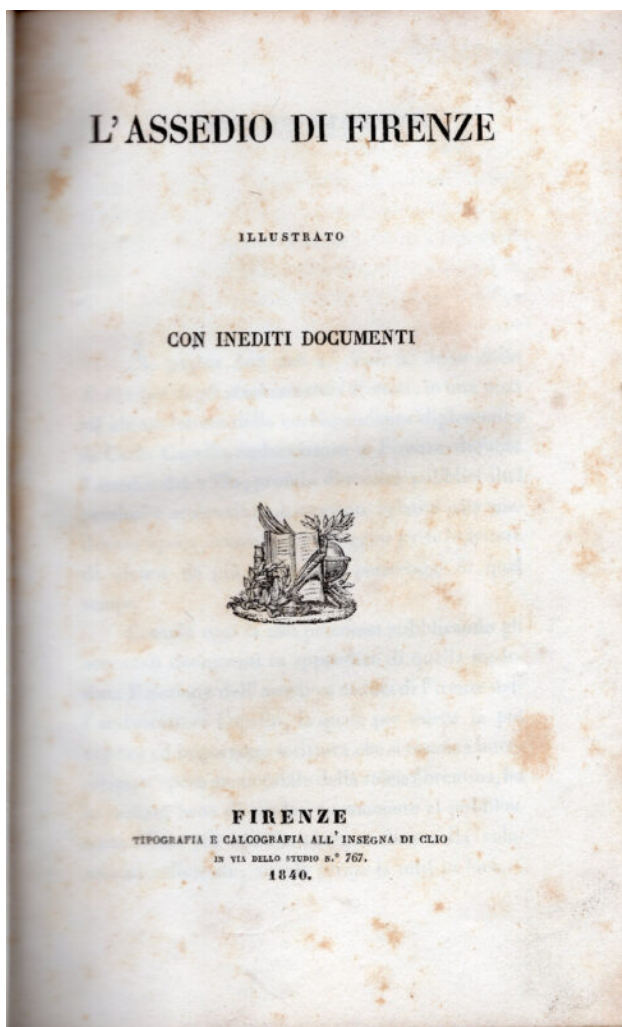 L'ASSEDIO DI FIRENZE
ILLUSTRATO
CON INEDITI DOCUMENTI
FIRENZE
TIPOGRAFIA E CALCOGRAFIA ALL'INSEGNA DI CLIO
IN VIA DELLO STUDIO N.º 767.
1840.